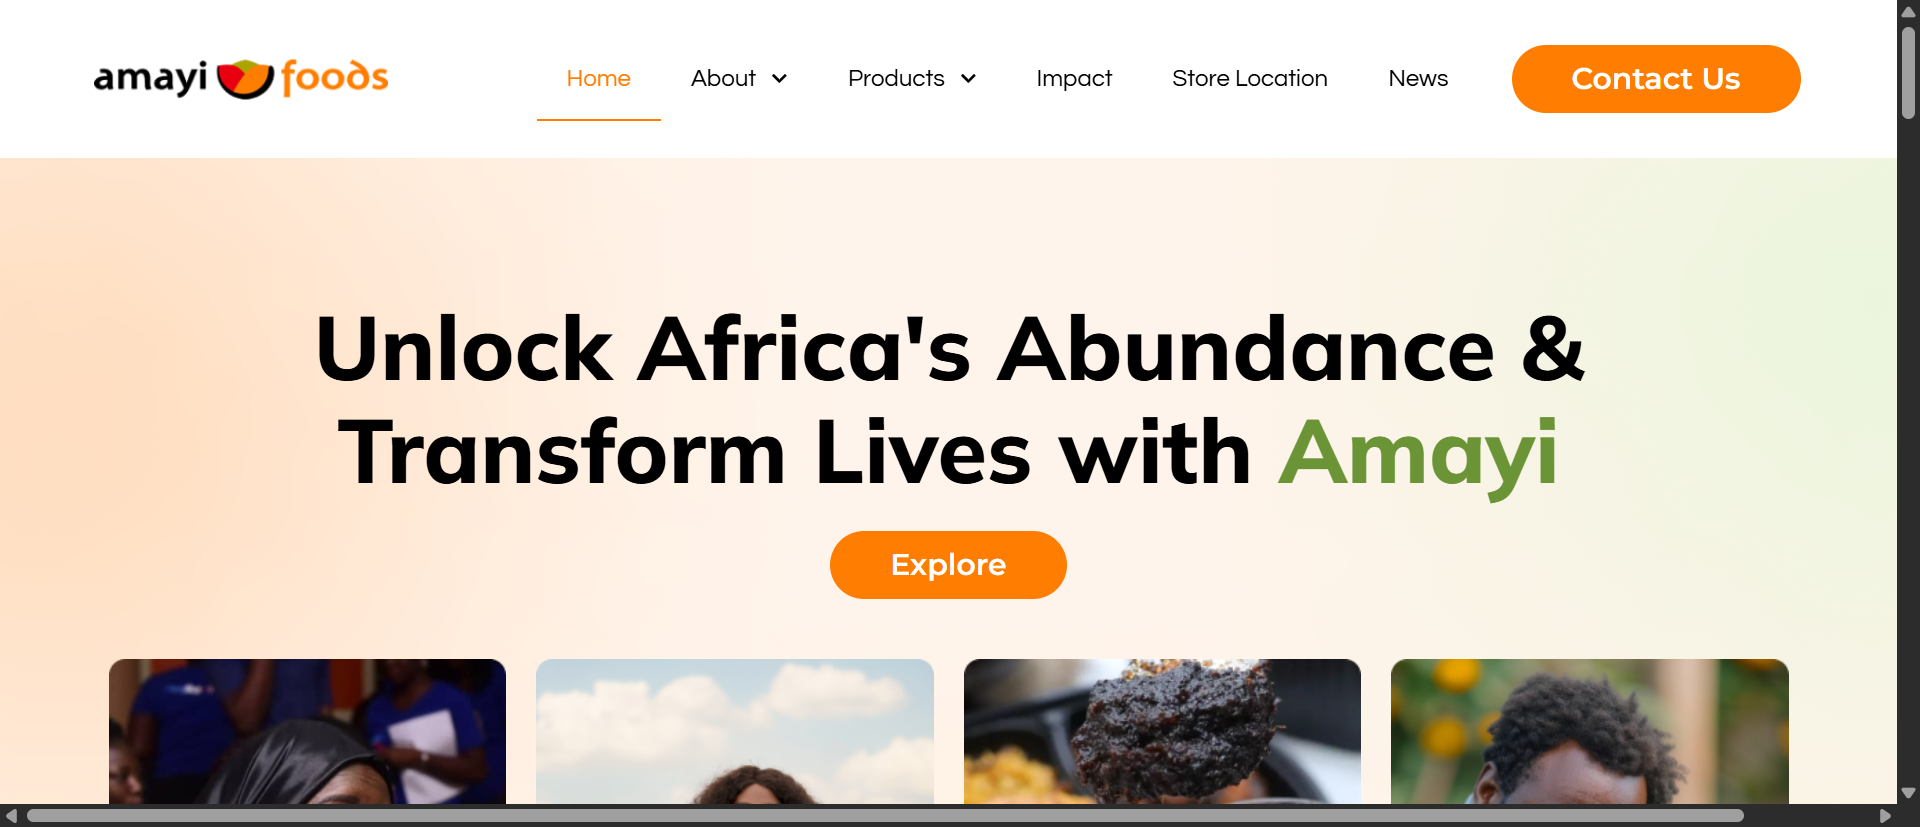 amayi foods
Home
About
Products
Impact
Store Location
News
Contact Us
Unlock Africa's Abundance &
Transform Lives with Amayi
Explore